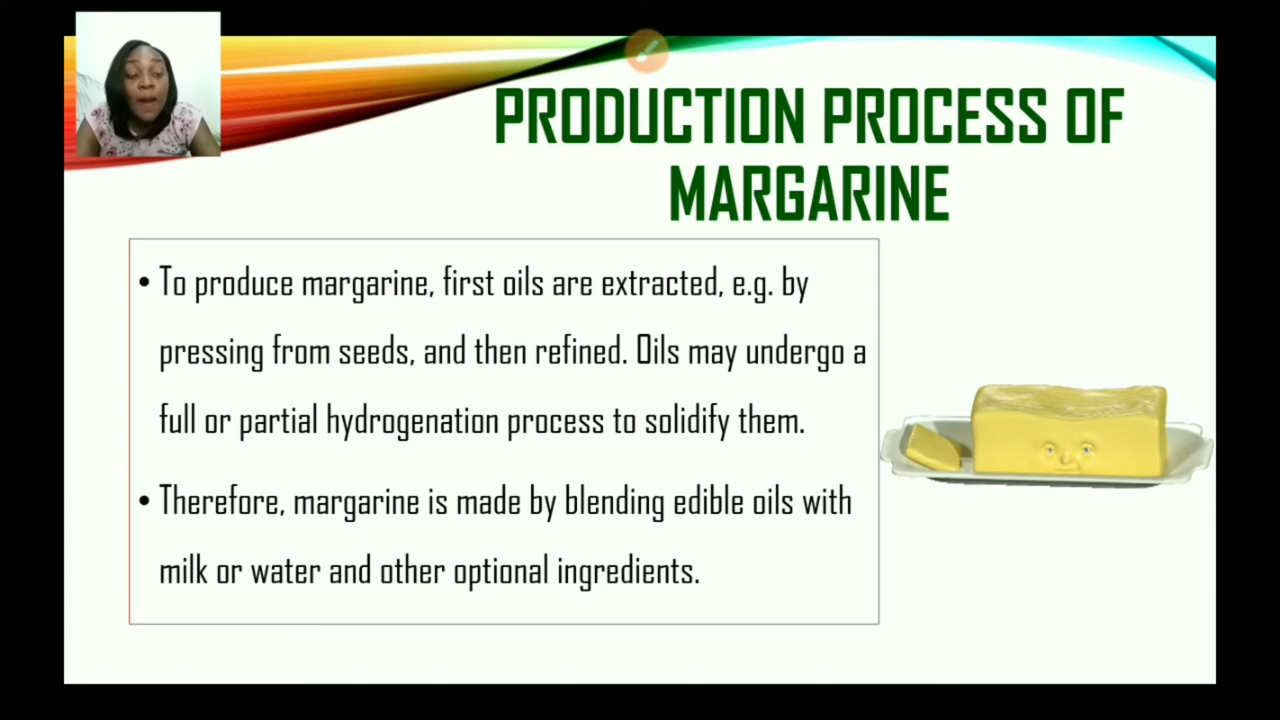 PRODUCTION PROCESS OF
MARGARINE
• To produce margarine, first oils are extracted, e.g. by
pressing from seeds, and then refined. Oils may undergo a
full or partial hydrogenation process to solidify them.
• Therefore, margarine is made by blending edible oils with
milk or water and other optional ingredients.